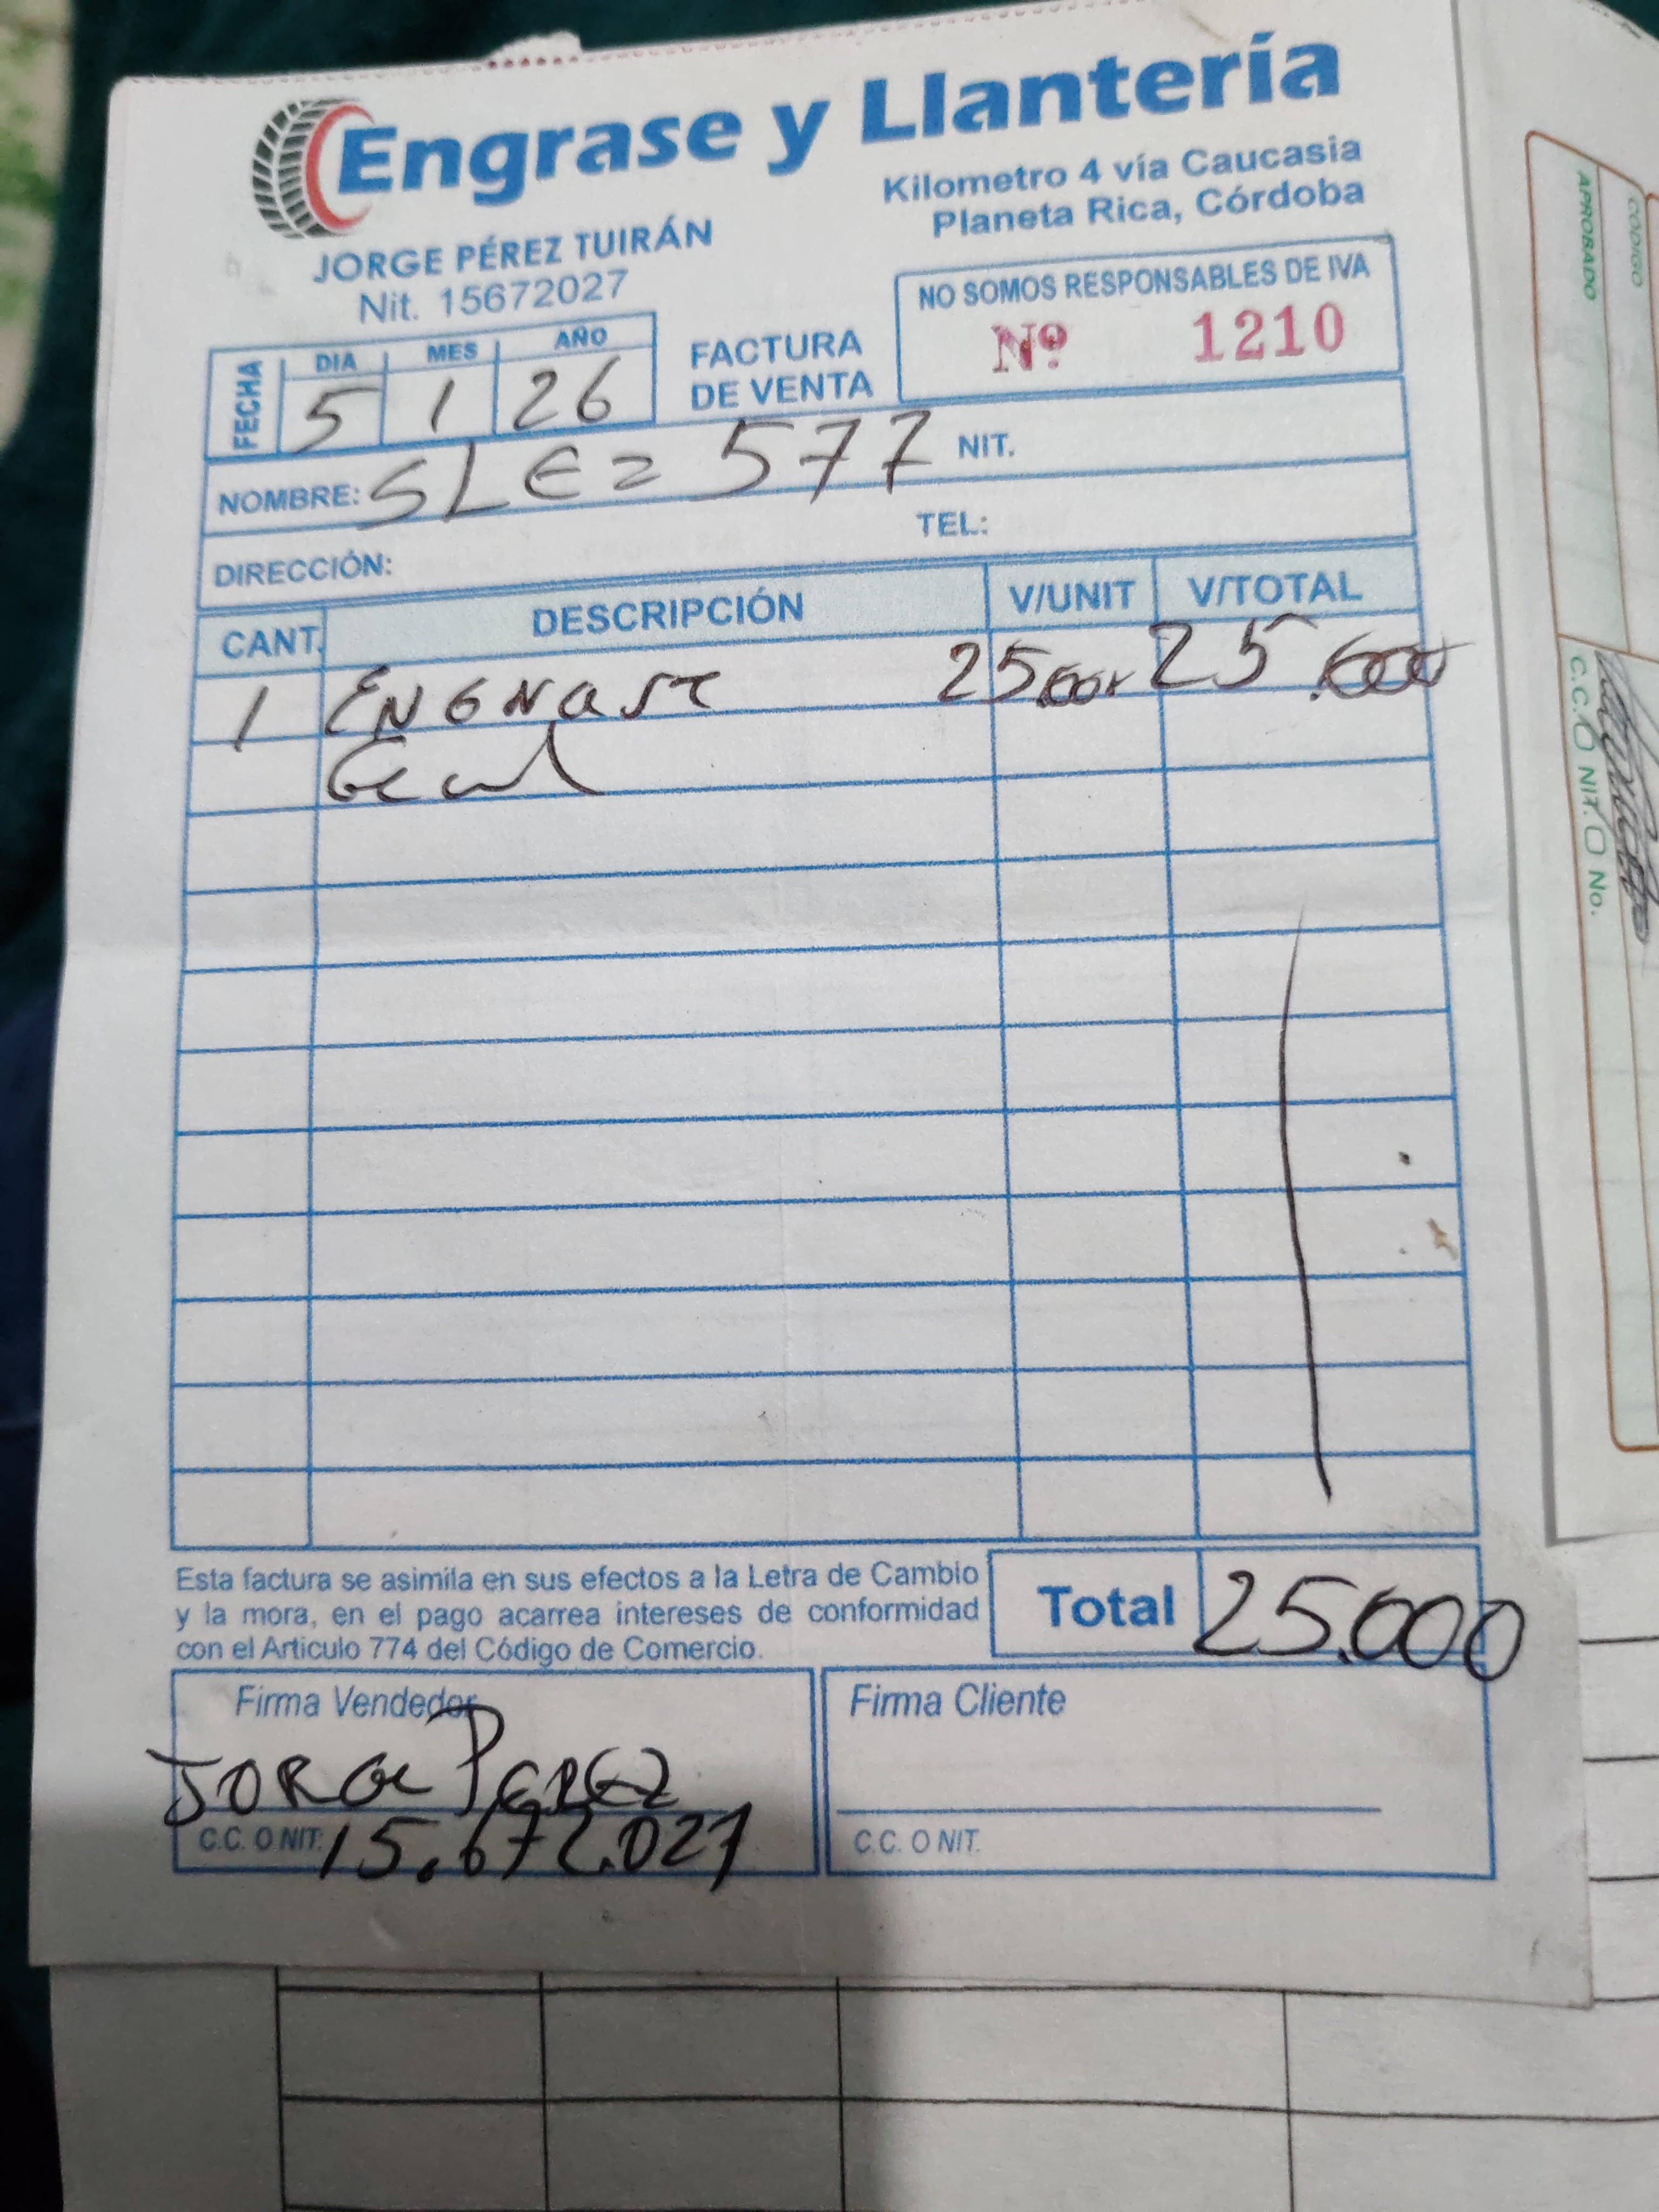 Engrase y Llantería
Kilometro 4 vía Caucasia
Planeta Rica, Córdoba
JORGE PÉREZ TUIRÁN
Nit. 15672027
NO SOMOS RESPONSABLES DE IVA
Nº 1210
FACTURA
DE VENTA
FECHA
DIA MES AÑO
5 1 26
NOMBRE: SLE= 577 NIT.
DIRECCIÓN: TEL:
CANT. DESCRIPCIÓN V/UNIT V/TOTAL
1 ENGRASE 25.000 25.000
Esta factura se asimila en sus efectos a la Letra de Cambio
y la mora, en el pago acarrea intereses de conformidad
con el Articulo 774 del Código de Comercio.
Total 25.000
Firma Vendedor
JORGE PEREZ
C.C. O NIT: 15.672.027
Firma Cliente
C.C. O NIT.
CODIGO
APROBADO
C.C. O NIT. O No.